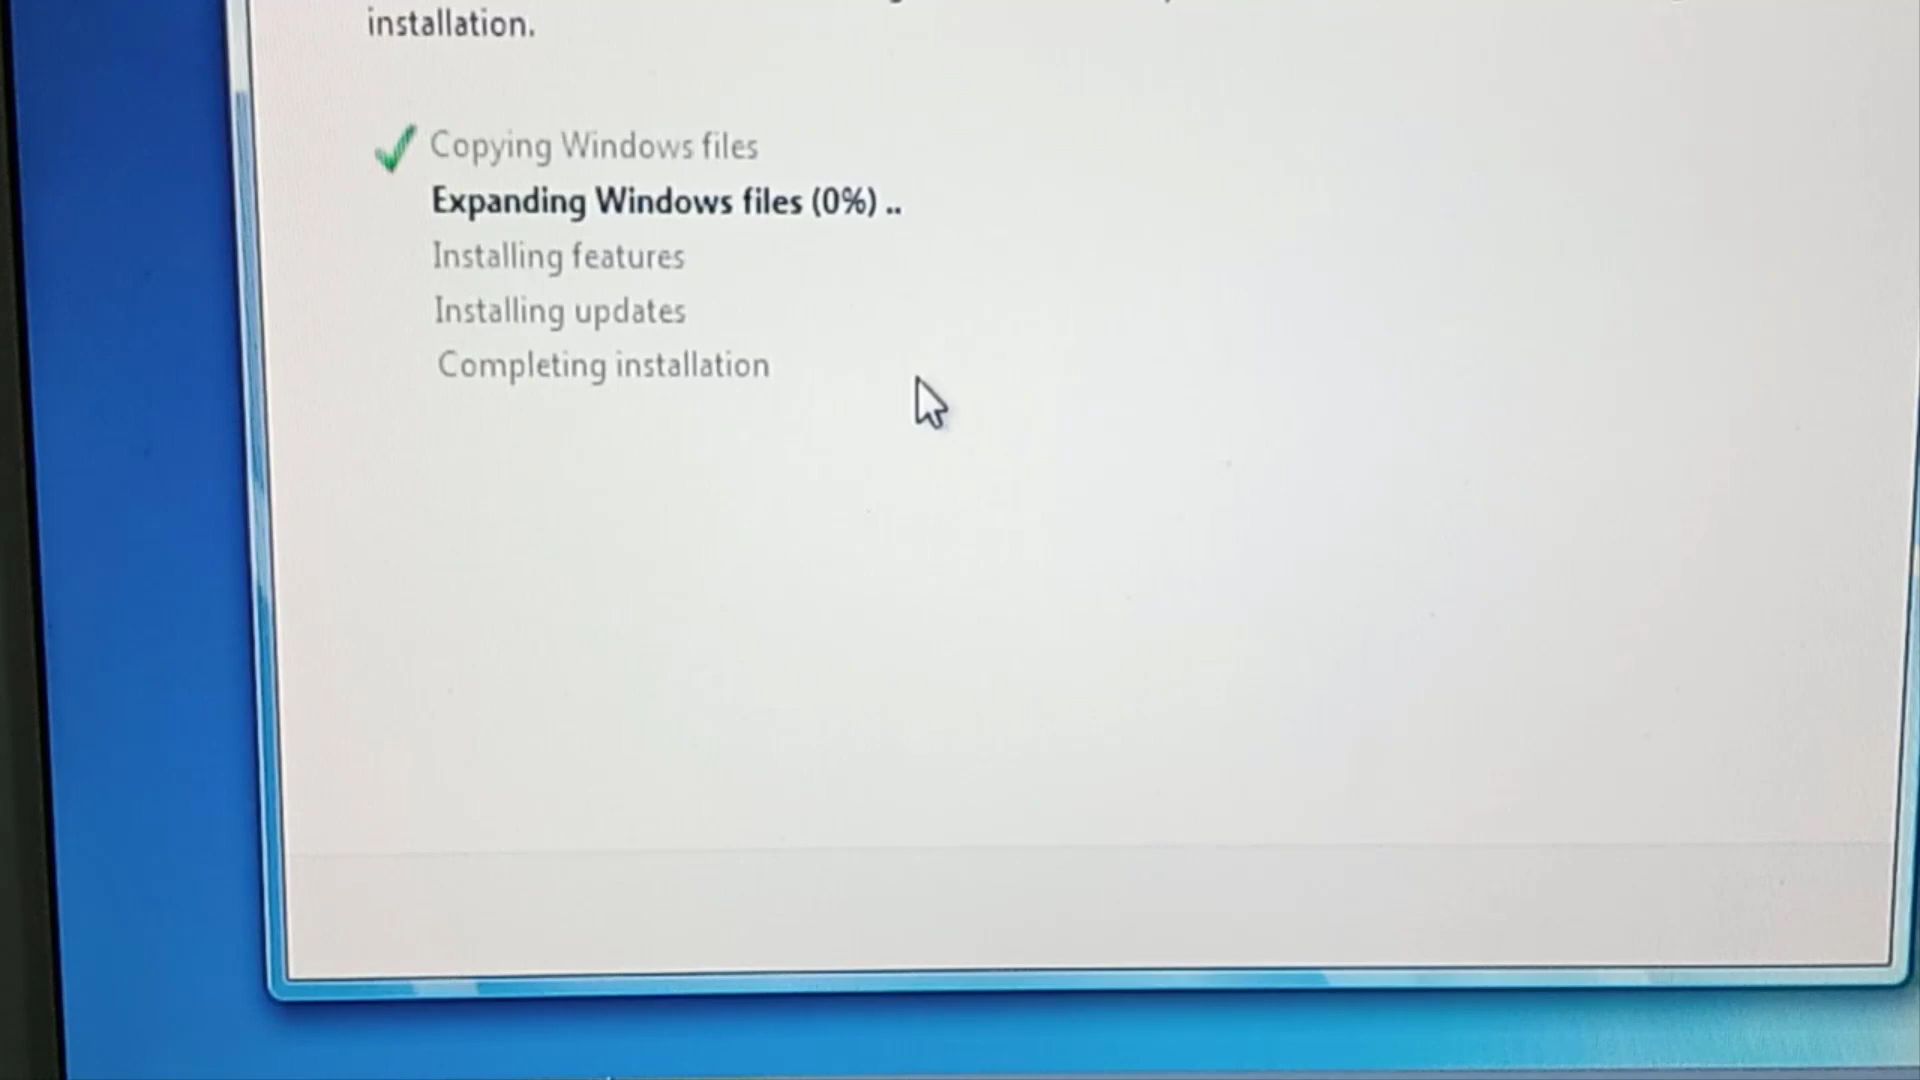 installation.
Copying Windows files
Expanding Windows files (0%) ..
Installing features
Installing updates
Completing installation